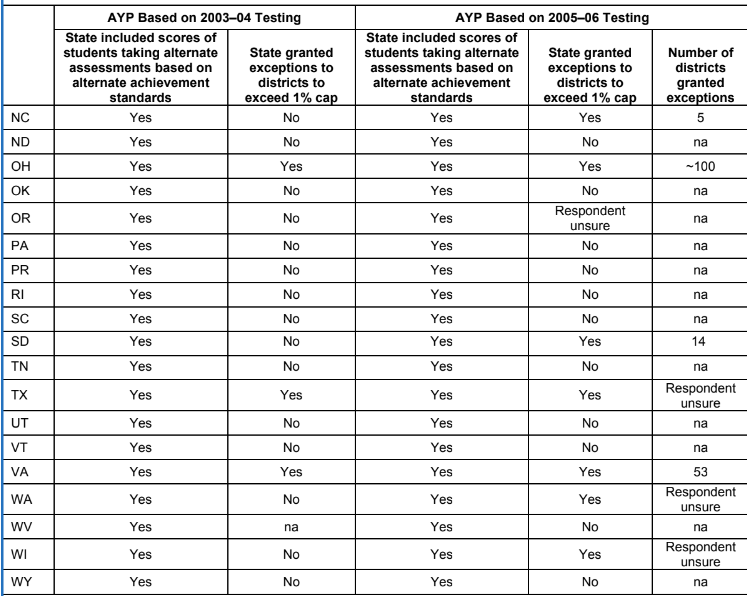 AYP Based on 2003–04 Testing AYP Based on 2005–06 Testing
State included scores of students taking alternate assessments based on alternate achievement standards State granted exceptions to districts to exceed 1% cap State included scores of students taking alternate assessments based on alternate achievement standards State granted exceptions to districts to exceed 1% cap Number of districts granted exceptions
NC Yes No Yes Yes 5
ND Yes No Yes No na
OH Yes Yes Yes Yes ~100
OK Yes No Yes No na
OR Yes No Yes Respondent unsure na
PA Yes No Yes No na
PR Yes No Yes No na
RI Yes No Yes No na
SC Yes No Yes No na
SD Yes No Yes Yes 14
TN Yes No Yes No na
TX Yes Yes Yes Yes Respondent unsure
UT Yes No Yes No na
VT Yes No Yes No na
VA Yes Yes Yes Yes 53
WA Yes No Yes Yes Respondent unsure
WV Yes na Yes No na
WI Yes No Yes Yes Respondent unsure
WY Yes No Yes No na